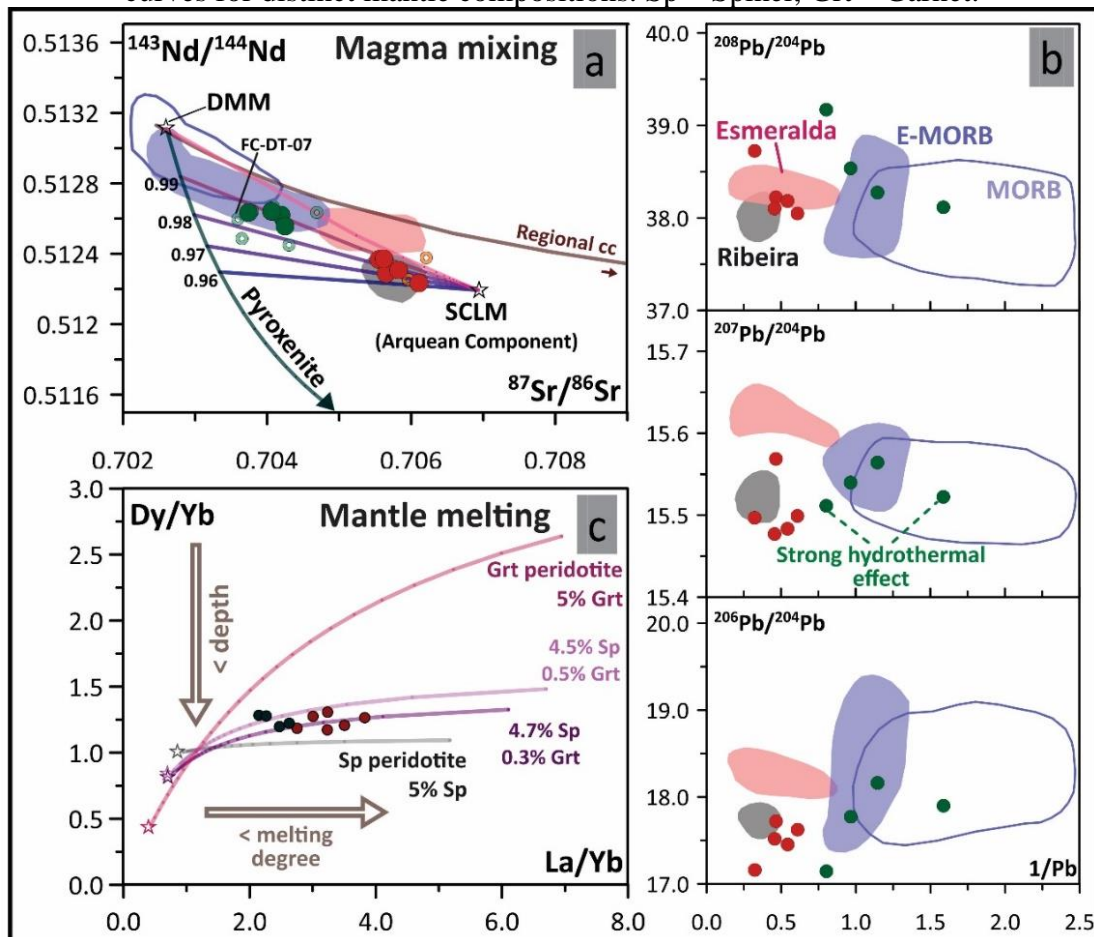 curves for distinct mantle compositions. Sp – Spinel; Grt – Garnet.
0.5136
0.5132
0.5128
0.5124
0.512
0.5116
¹⁴³Nd/¹⁴⁴Nd
Magma mixing
a
DMM
FC-DT-07
0.99
0.98
0.97
0.96
Regional cc
SCLM
(Arquean Component)
Pyroxenite
⁸⁷Sr/⁸⁶Sr
0.702
0.704
0.706
0.708
3.0
2.5
2.0
1.5
1.0
0.5
0.0
Dy/Yb
Mantle melting
c
< depth
Grt peridotite
5% Grt
4.5% Sp
0.5% Grt
4.7% Sp
0.3% Grt
Sp peridotite
5% Sp
< melting
degree
La/Yb
0.0
2.0
4.0
6.0
8.0
40.0
39.0
38.0
37.0
²⁰⁸Pb/²⁰⁴Pb
b
Esmeralda
E-MORB
MORB
Ribeira
15.7
15.6
15.5
15.4
²⁰⁷Pb/²⁰⁴Pb
Strong hydrothermal
effect
20.0
19.0
18.0
17.0
²⁰⁶Pb/²⁰⁴Pb
1/Pb
0.0
0.5
1.0
1.5
2.0
2.5